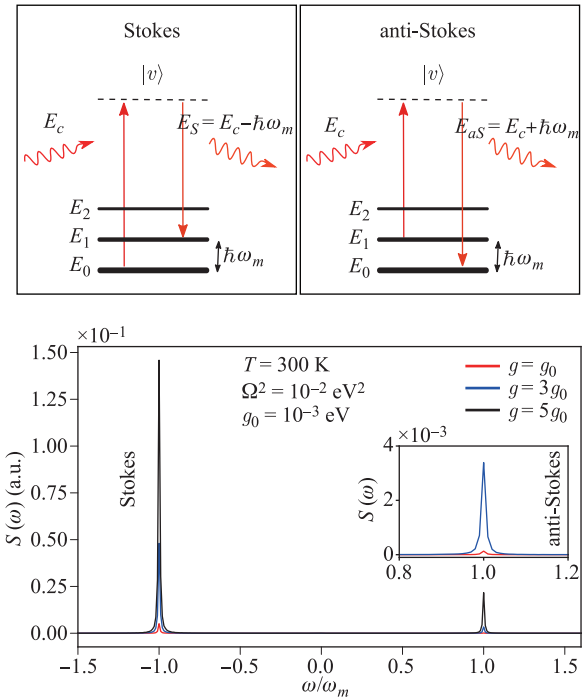 Stokes
|v⟩
E_c
E_S = E_c−ℏω_m
E_2
E_1
E_0
ℏω_m
anti-Stokes
|v⟩
E_c
E_aS = E_c+ℏω_m
E_2
E_1
E_0
ℏω_m
×10^−1
1.50
1.25
1.00
0.75
0.50
0.25
0.00
S (ω) (a.u.)
Stokes
T = 300 K
Ω^2 = 10^−2 eV^2
g_0 = 10^−3 eV
g = g_0
g = 3g_0
g = 5g_0
4 ×10^−3
2
0
S (ω)
anti-Stokes
0.8 1.0 1.2
−1.5 −1.0 −0.5 0.0 0.5 1.0 1.5
ω/ω_m